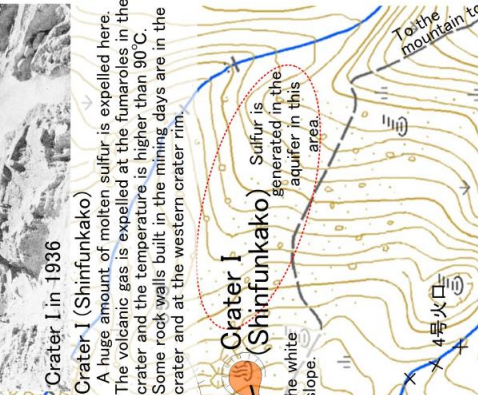 Crater I in 1936
Crater I (Shinfunkako)
A huge amount of molten sulfur is expelled here.
The volcanic gas is expelled at the fumaroles in the
crater and the temperature is higher than 90℃.
Some rock walls built in the mining days are in the
crater and at the western crater rim.
Sulfur is
generated in the
aquifer in this
area.
Crater I
(Shinfunkako)
he white
slope.
To the
mountain to
4号火口